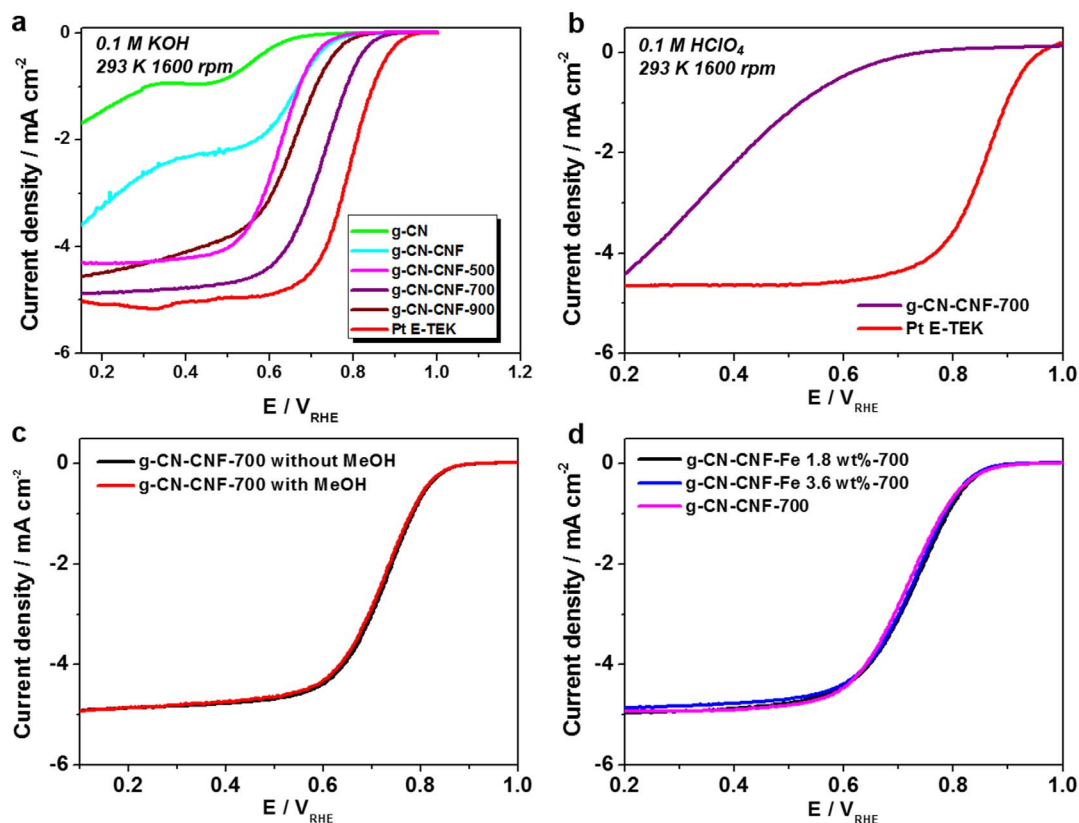 a
0.1 M KOH
293 K 1600 rpm
0
-2
-4
-6
Current density / mA cm⁻²
g-CN
g-CN-CNF
g-CN-CNF-500
g-CN-CNF-700
g-CN-CNF-900
Pt E-TEK
0.2 0.4 0.6 0.8 1.0 1.2
E / V_RHE
b
0.1 M HClO₄
293 K 1600 rpm
0
-2
-4
-6
Current density / mA cm⁻²
g-CN-CNF-700
Pt E-TEK
0.2 0.4 0.6 0.8 1.0
E / V_RHE
c
g-CN-CNF-700 without MeOH
g-CN-CNF-700 with MeOH
0
-2
-4
-6
Current density / mA cm⁻²
0.2 0.4 0.6 0.8 1.0
E / V_RHE
d
g-CN-CNF-Fe 1.8 wt%-700
g-CN-CNF-Fe 3.6 wt%-700
g-CN-CNF-700
0
-2
-4
-6
Current density / mA cm⁻²
0.2 0.4 0.6 0.8 1.0
E / V_RHE